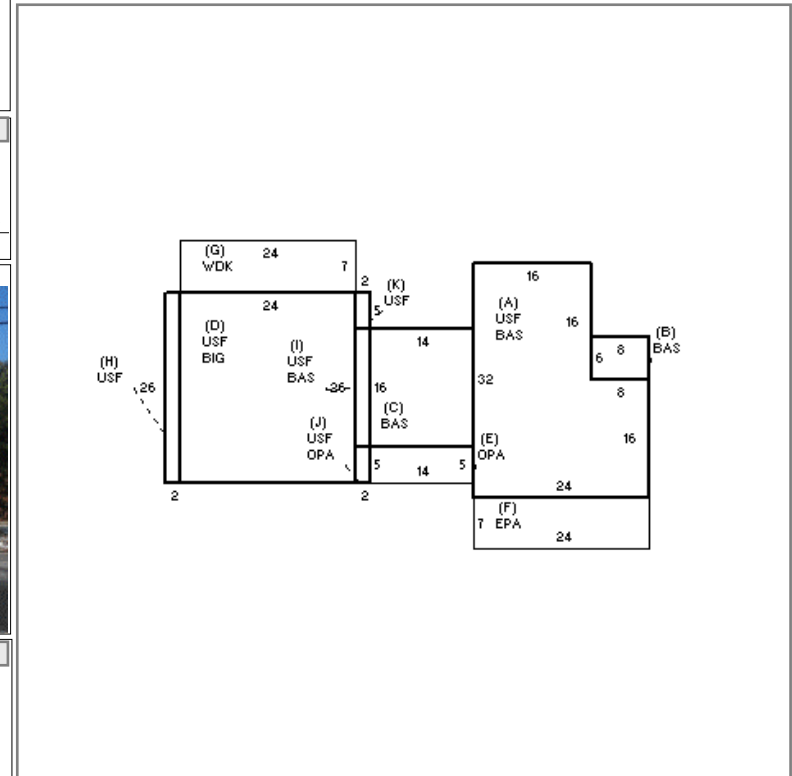 (G)
WDK
24
7
2
(K)
USF
5
24
(D)
USF
BIG
(I)
USF
BAS
26
16
14
(C)
BAS
(H)
USF
26
(J)
USF
OPA
5
14
5
2
2
16
(A)
USF
BAS
16
(B)
BAS
6
8
8
32
16
(E)
OPA
24
(F)
EPA
7
24